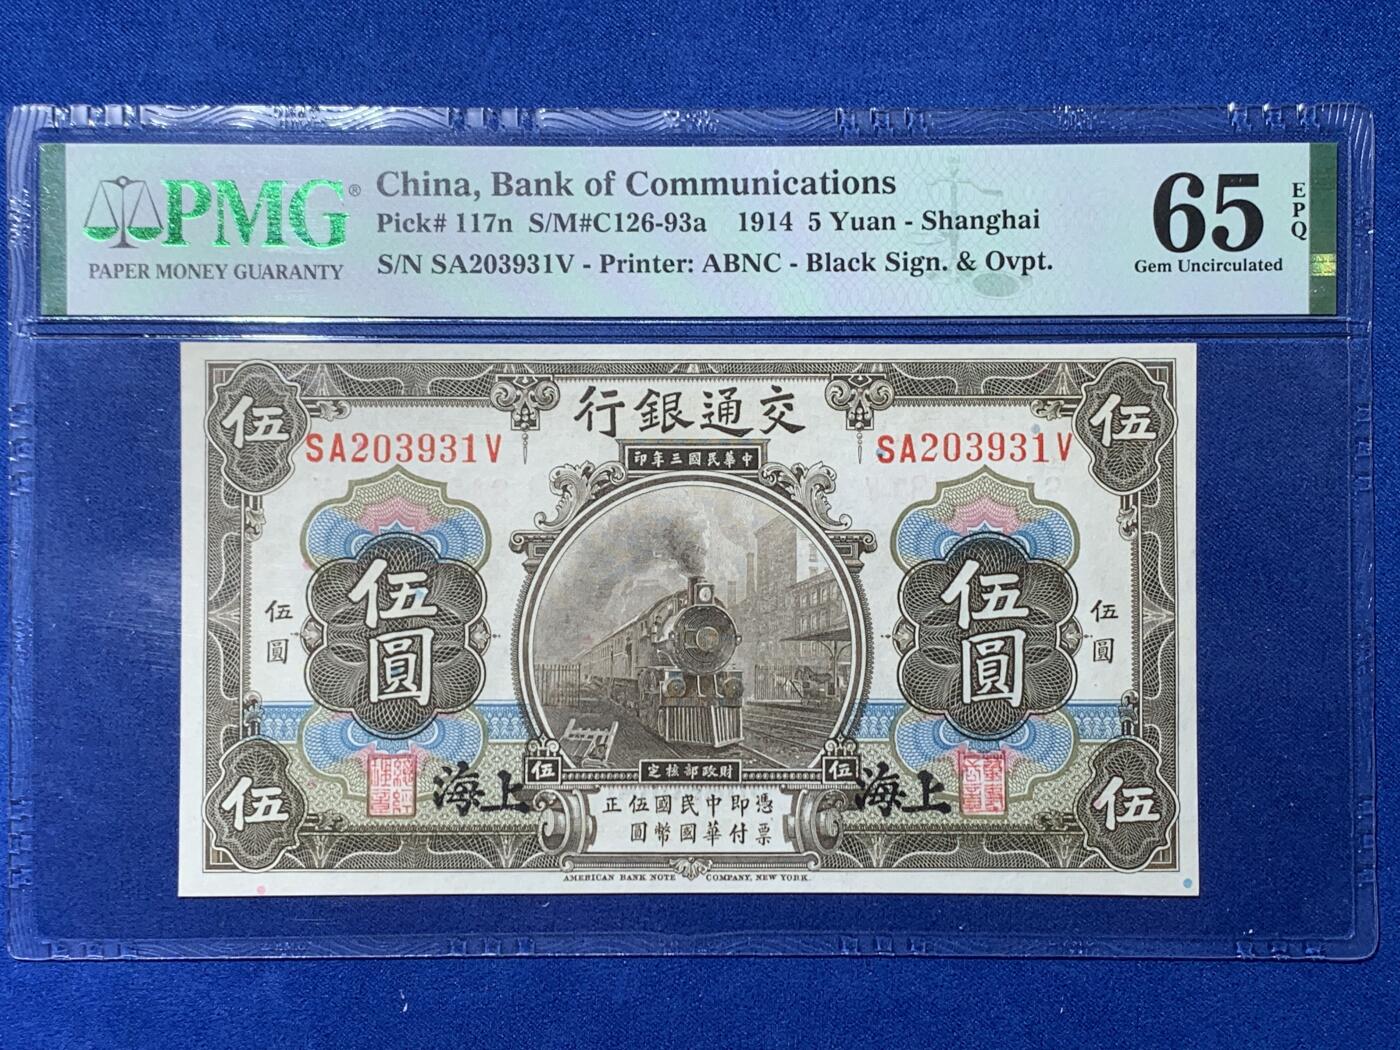 PMG®
PAPER MONEY GUARANTY
China, Bank of Communications
Pick# 117n S/M#C126-93a 1914 5 Yuan - Shanghai
S/N SA203931V - Printer: ABNC - Black Sign. & Ovpt.
65
EPQ
Gem Uncirculated
行銀通交
伍
伍
SA203931V
SA203931V
印年三國民華中
伍圓
伍圓
伍圓
伍圓
伍
定核部政財
伍
海上
海上
伍
伍
正伍國民中即憑
圓幣國華付票
AMERICAN BANK NOTE COMPANY, NEW YORK.